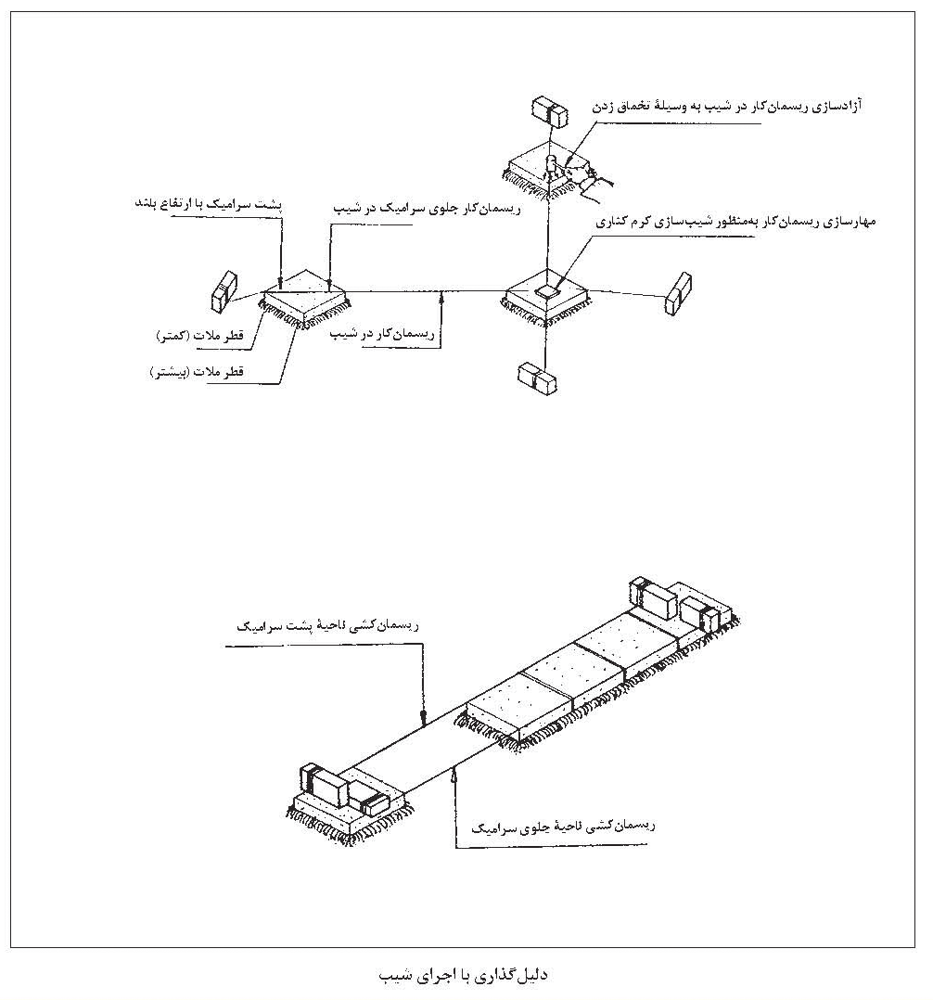 آزادسازی ریسمان‌کار در شیب به وسیلهٔ تخماق زدن
پشت سرامیک با ارتفاع بلند
ریسمان‌کار جلوی سرامیک در شیب
مهارسازی ریسمان‌کار به‌منظور شیب‌سازی کرم کناری
ریسمان‌کار در شیب
قطر ملات (کمتر)
قطر ملات (بیشتر)
ریسمان‌کشی ناحیهٔ پشت سرامیک
ریسمان‌کشی ناحیهٔ جلوی سرامیک
دلیل‌گذاری با اجرای شیب